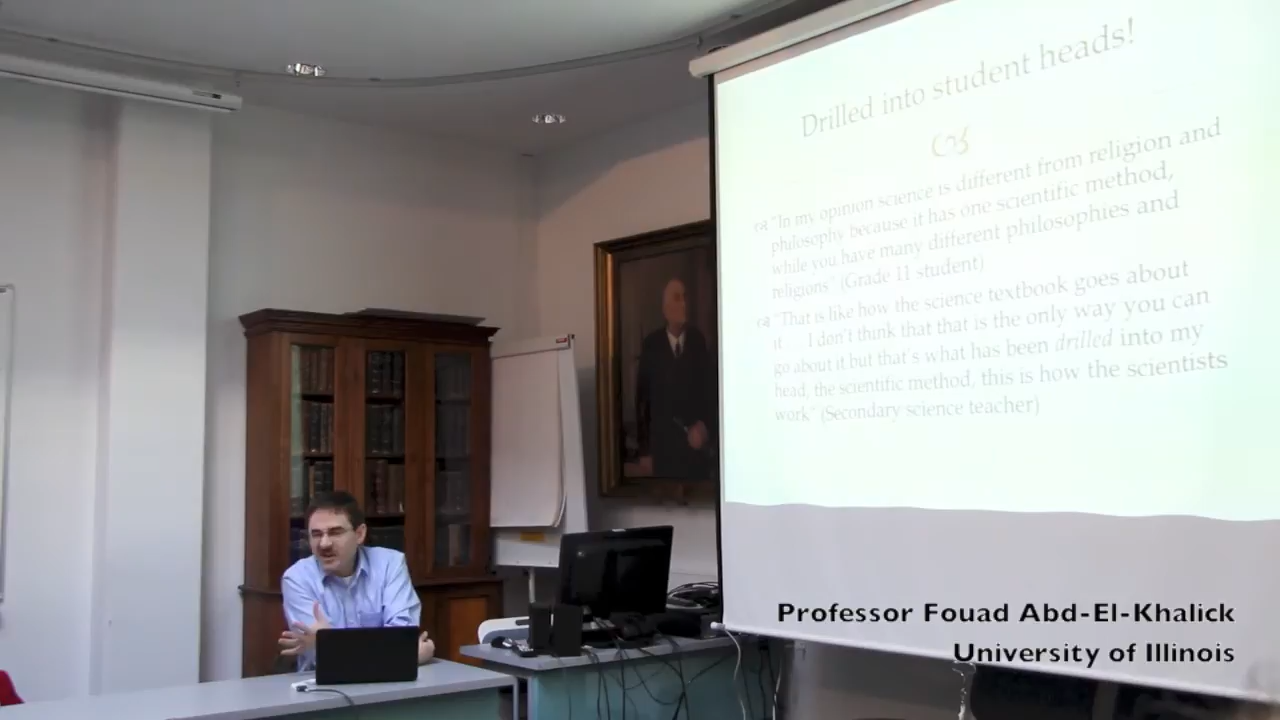 Drilled into student heads!
"In my opinion science is different from religion and
philosophy because it has one scientific method,
while you have many different philosophies and
religions" (Grade 11 student)
"That is like how the science textbook goes about
it ... I don't think that that is the only way you can
go about it but that's what has been drilled into my
head, the scientific method, this is how the scientists
work" (Secondary science teacher)
Professor Fouad Abd-El-Khalick
University of Illinois